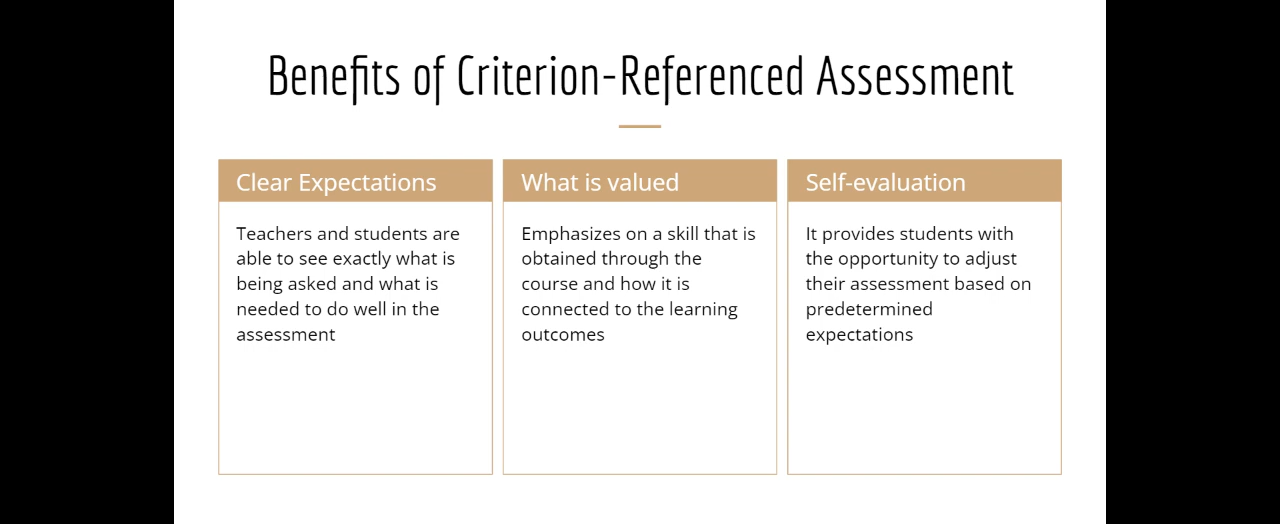 Benefits of Criterion-Referenced Assessment
Clear Expectations
Teachers and students are
able to see exactly what is
being asked and what is
needed to do well in the
assessment
What is valued
Emphasizes on a skill that is
obtained through the
course and how it is
connected to the learning
outcomes
Self-evaluation
It provides students with
the opportunity to adjust
their assessment based on
predetermined
expectations